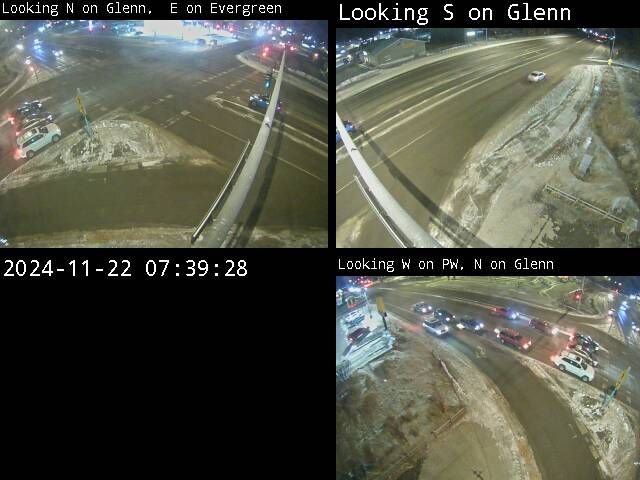 Looking N on Glenn,  E on Evergreen
Looking S on Glenn
2024-11-22 07:39:28
Looking W on PW, N on Glenn